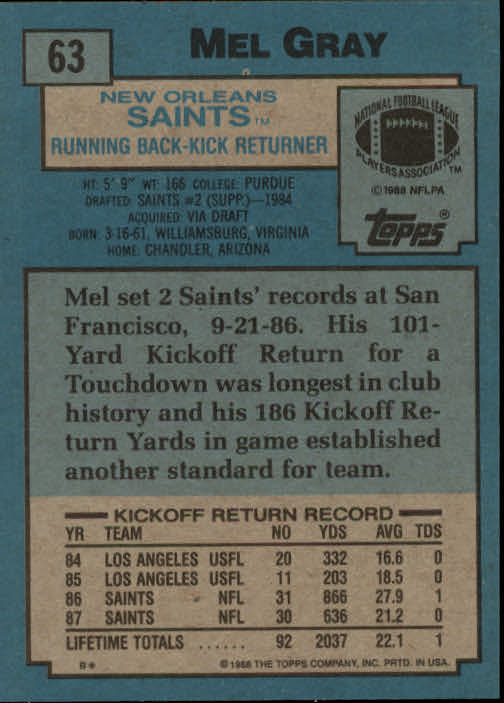 63
MEL GRAY
NEW ORLEANS
SAINTS™
RUNNING BACK-KICK RETURNER
NATIONAL FOOTBALL LEAGUE
PLAYERS ASSOCIATION™
©1988 NFLPA
topps®
HT: 5' 9" WT: 166 COLLEGE: PURDUE
DRAFTED: SAINTS #2 (SUPP.)—1984
ACQUIRED: VIA DRAFT
BORN: 3-16-61, WILLIAMSBURG, VIRGINIA
HOME: CHANDLER, ARIZONA
Mel set 2 Saints' records at San
Francisco, 9-21-86. His 101-
Yard Kickoff Return for a
Touchdown was longest in club
history and his 186 Kickoff Re-
turn Yards in game established
another standard for team.
KICKOFF RETURN RECORD
YR TEAM NO YDS AVG TDS
84 LOS ANGELES USFL 20 332 16.6 0
85 LOS ANGELES USFL 11 203 18.5 0
86 SAINTS NFL 31 866 27.9 1
87 SAINTS NFL 30 636 21.2 0
LIFETIME TOTALS ...... 92 2037 22.1 1
B* ©1988 THE TOPPS COMPANY, INC. PRTD. IN USA.